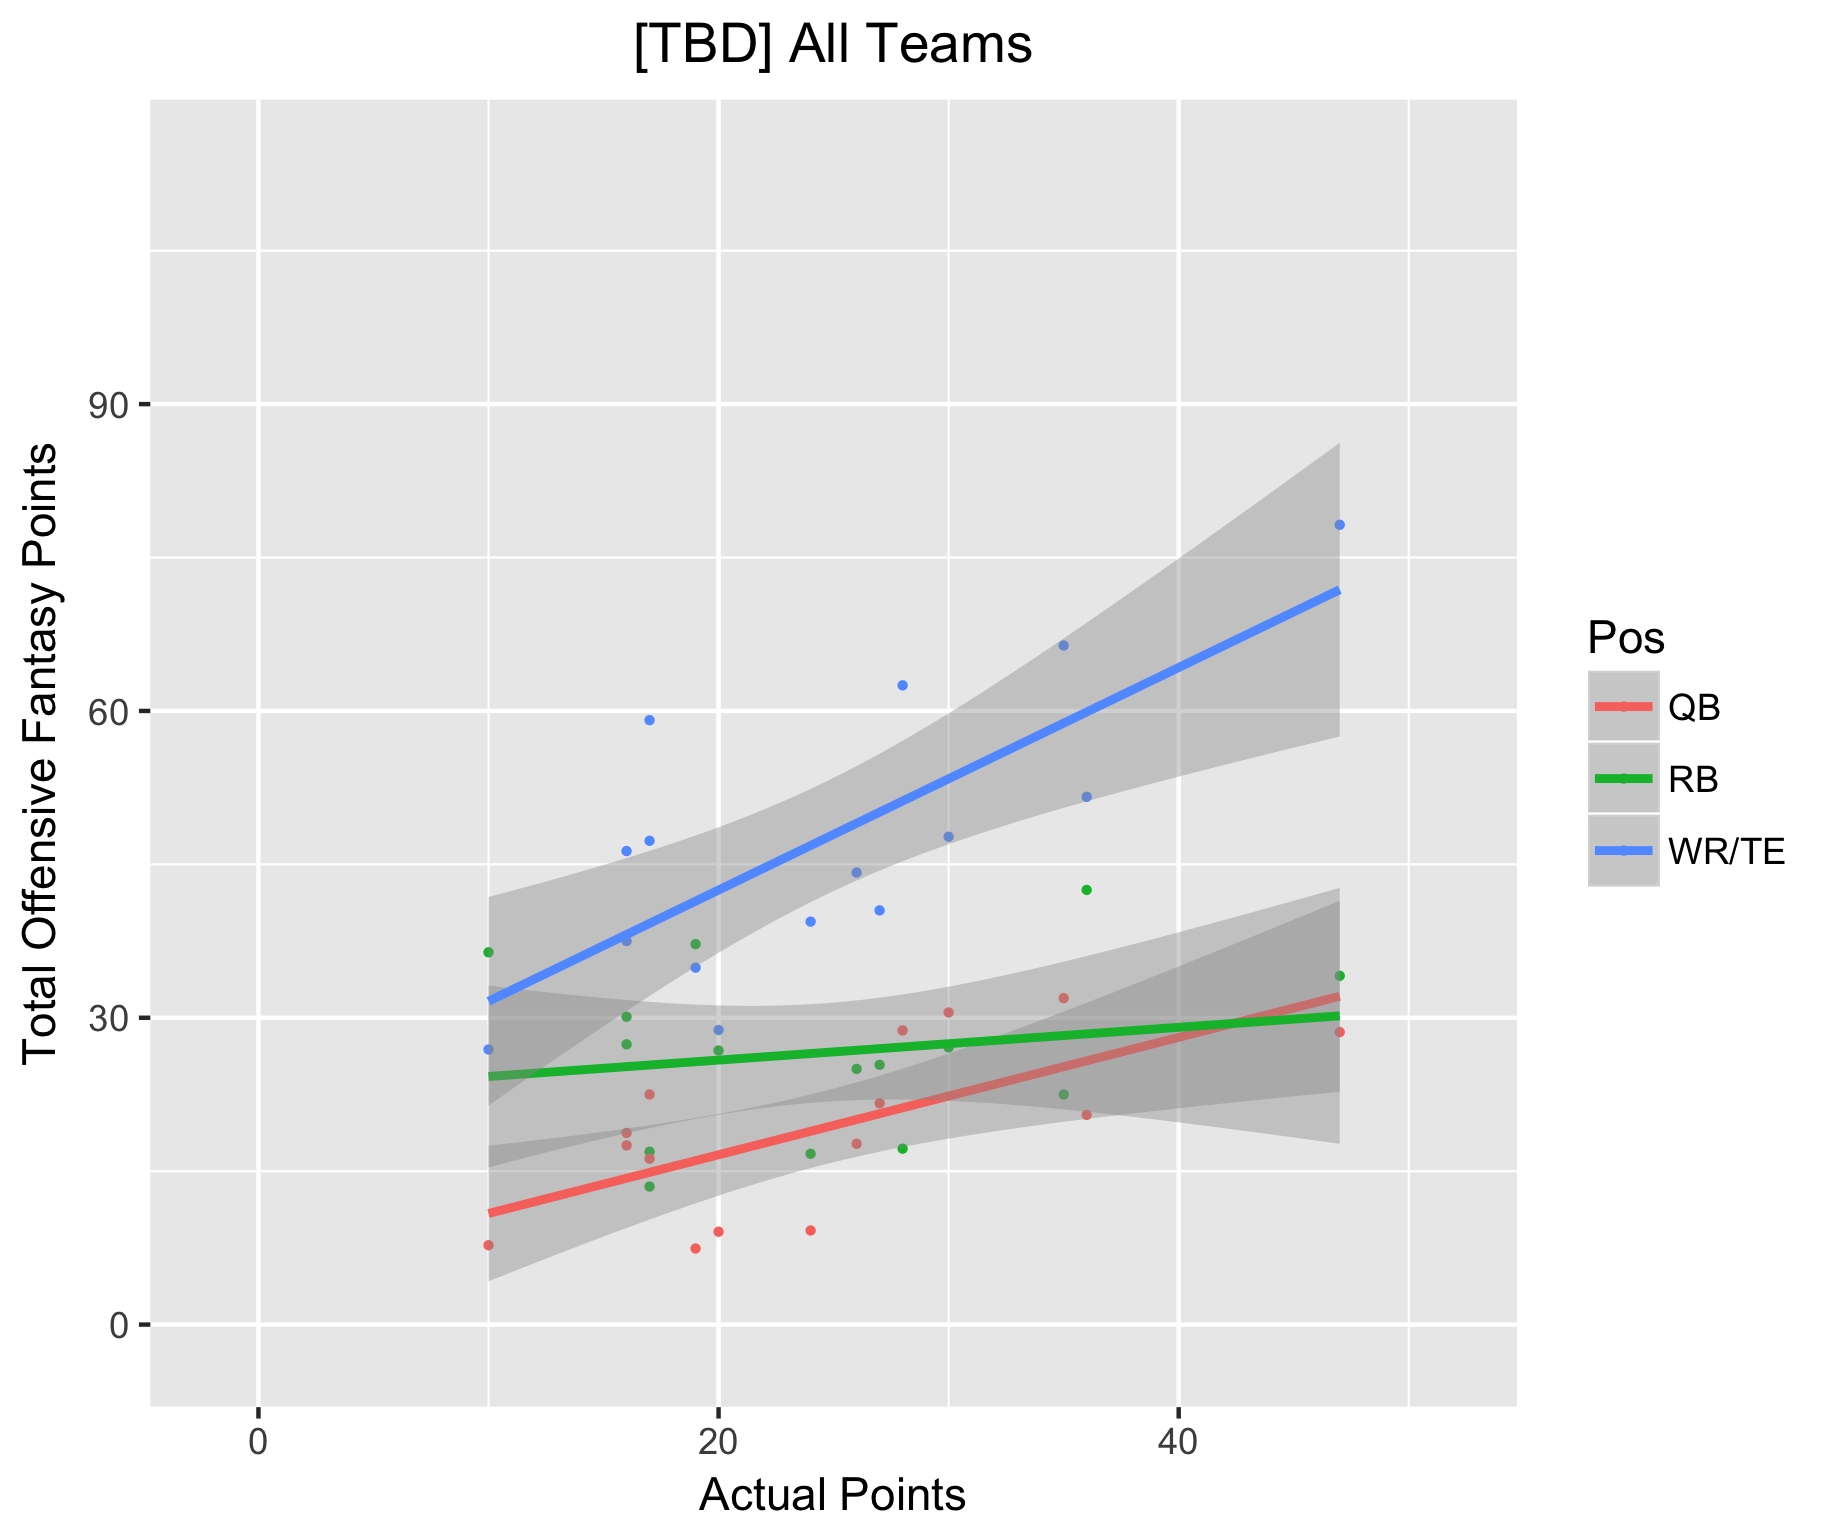 [TBD] All Teams
Total Offensive Fantasy Points
90
60
30
0
0
20
40
Actual Points
Pos
QB
RB
WR/TE